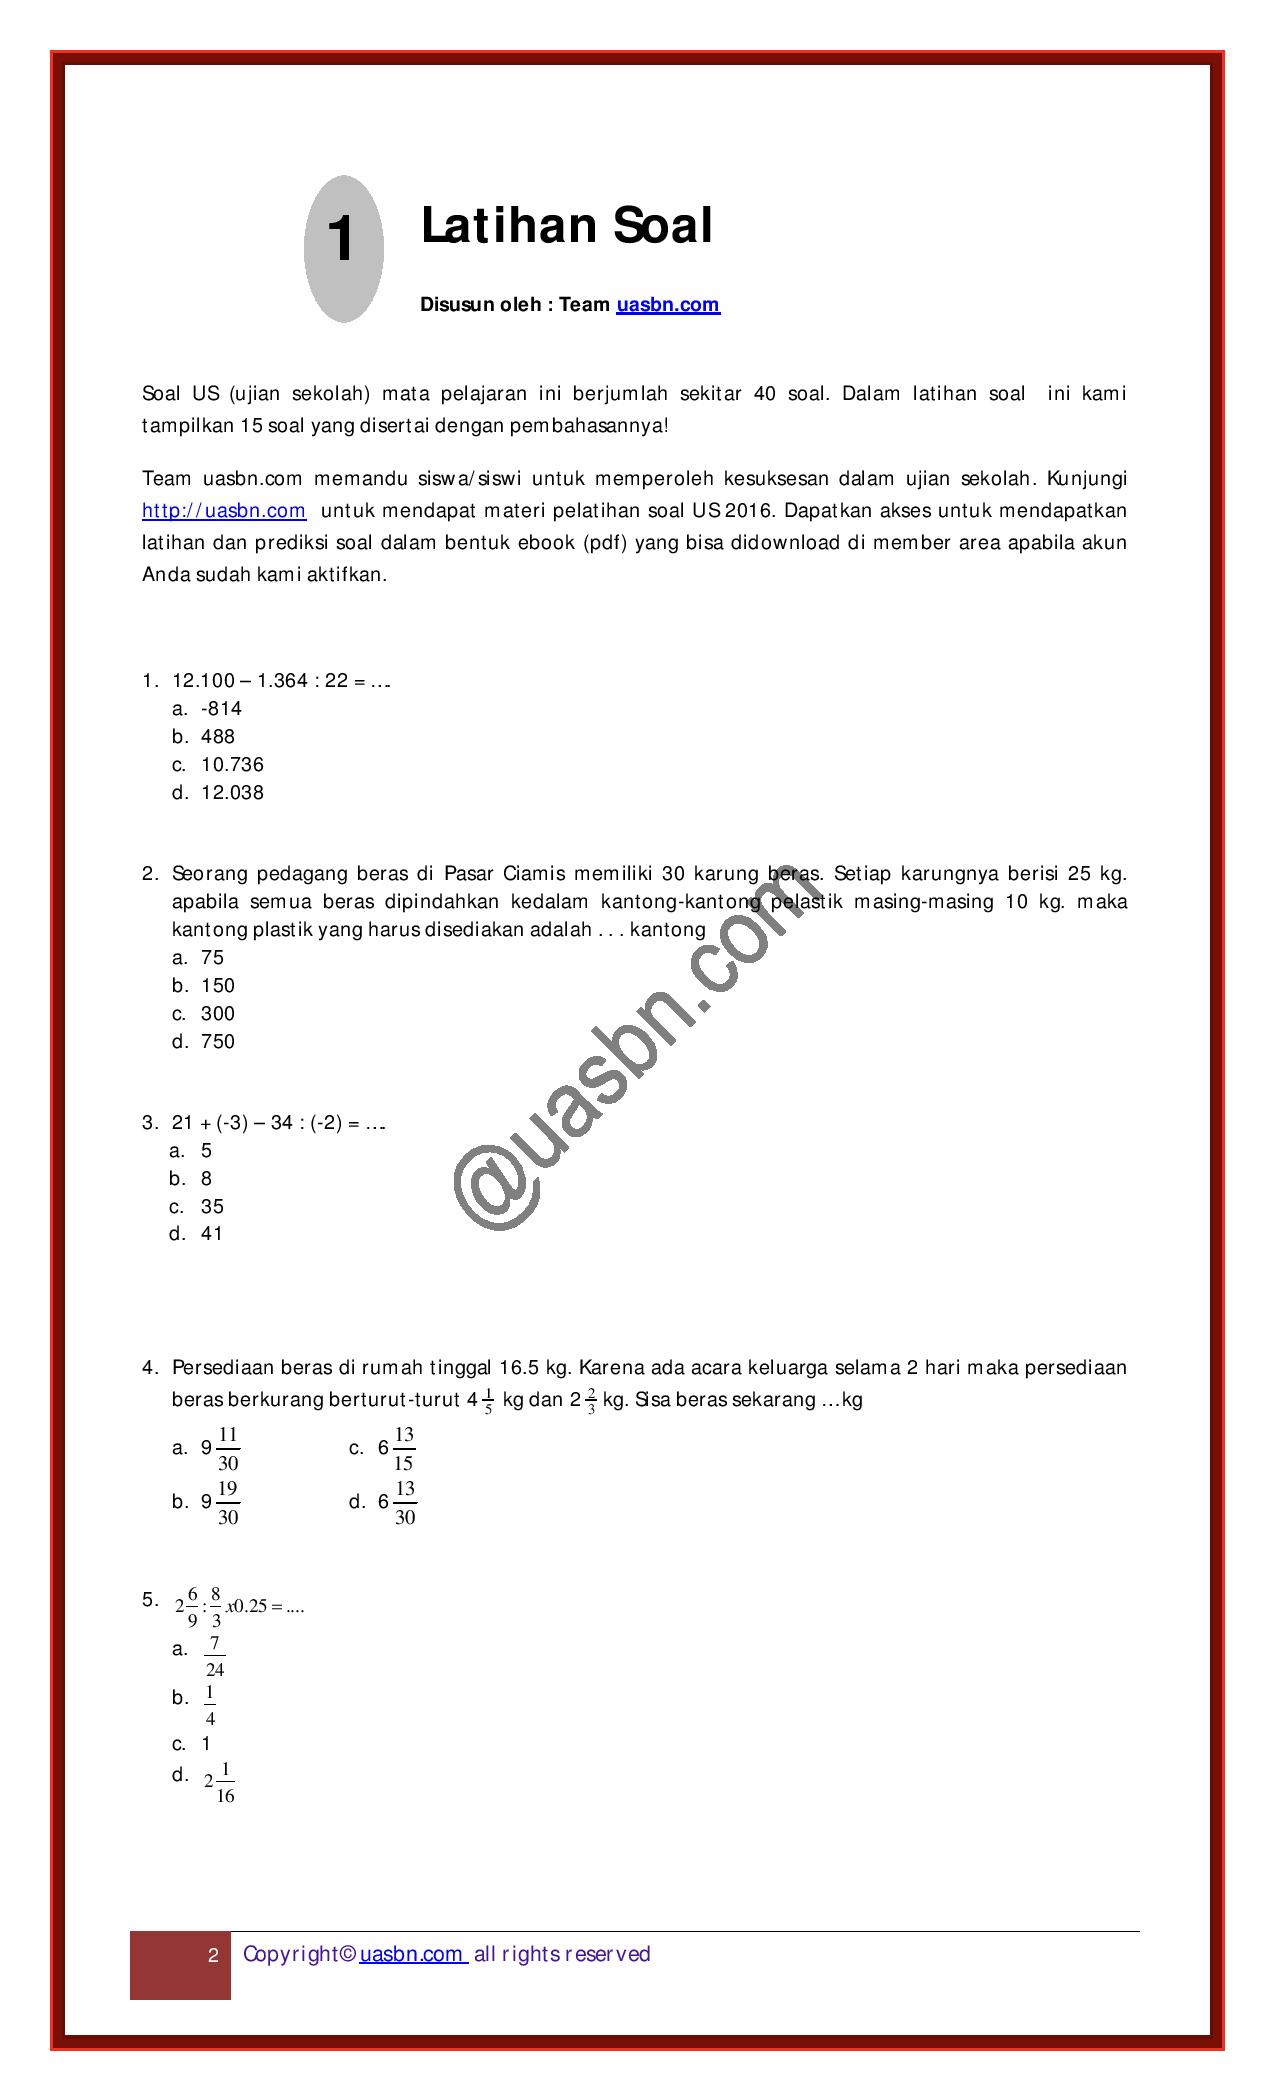 1
Latihan Soal
Disusun oleh : Team uasbn.com
Soal US (ujian sekolah) mata pelajaran ini berjumlah sekitar 40 soal. Dalam latihan soal ini kami
tampilkan 15 soal yang disertai dengan pembahasannya!
Team uasbn.com memandu siswa/siswi untuk memperoleh kesuksesan dalam ujian sekolah. Kunjungi
http://uasbn.com untuk mendapat materi pelatihan soal US 2016. Dapatkan akses untuk mendapatkan
latihan dan prediksi soal dalam bentuk ebook (pdf) yang bisa didownload di member area apabila akun
Anda sudah kami aktifkan.
1. 12.100 – 1.364 : 22 = ….
a. -814
b. 488
c. 10.736
d. 12.038
2. Seorang pedagang beras di Pasar Ciamis memiliki 30 karung beras. Setiap karungnya berisi 25 kg.
apabila semua beras dipindahkan kedalam kantong-kantong pelastik masing-masing 10 kg. maka
kantong plastik yang harus disediakan adalah . . . kantong
a. 75
b. 150
c. 300
d. 750
@uasbn.com
3. 21 + (-3) – 34 : (-2) = ….
a. 5
b. 8
c. 35
d. 41
4. Persediaan beras di rumah tinggal 16.5 kg. Karena ada acara keluarga selama 2 hari maka persediaan
beras berkurang berturut-turut 4 1/5 kg dan 2 2/3 kg. Sisa beras sekarang …kg
a. 9 11/30 c. 6 13/15
b. 9 19/30 d. 6 13/30
5. 2 6/9 : 8/3 x0.25 = ....
a. 7/24
b. 1/4
c. 1
d. 2 1/16
2 Copyright© uasbn.com all rights reserved